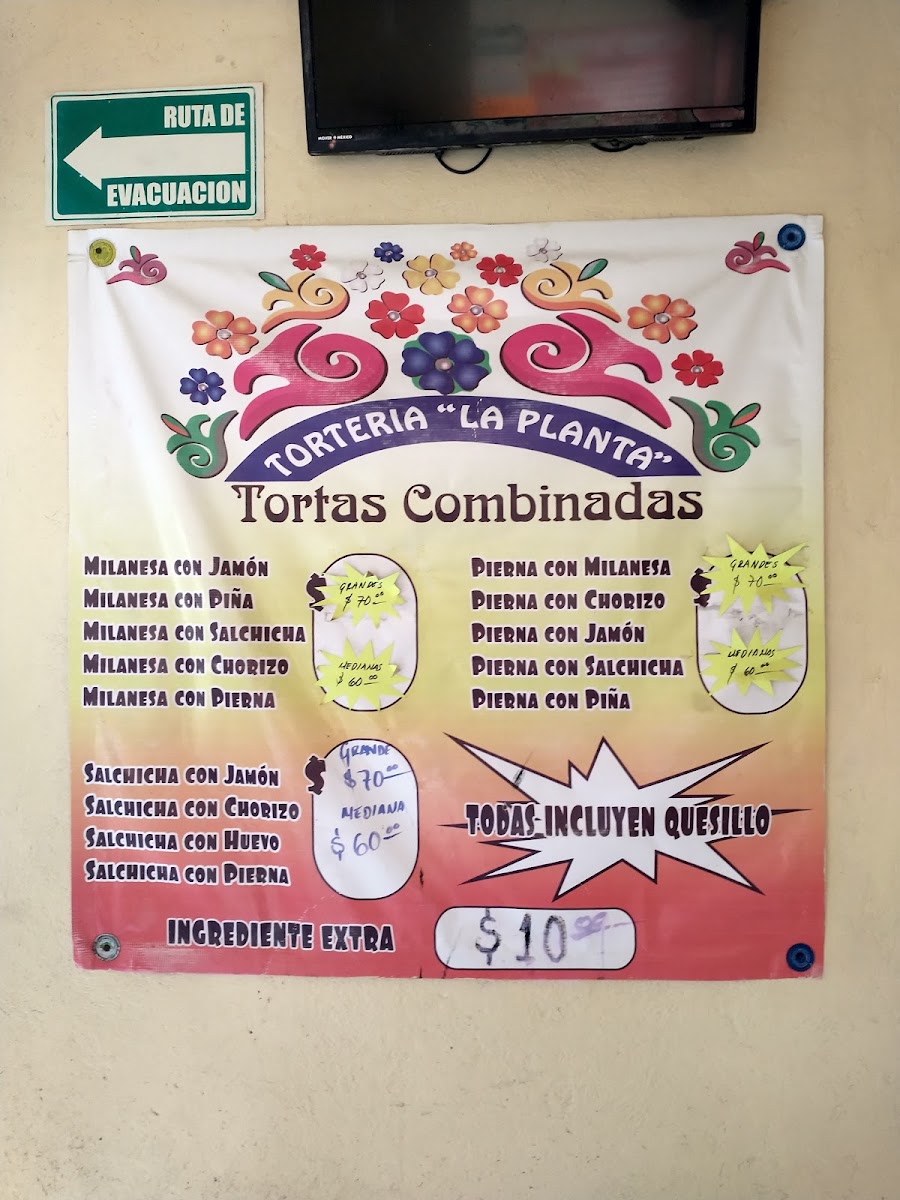 RUTA DE
EVACUACION
TORTERIA "LA PLANTA"
Tortas Combinadas
MILANESA CON JAMÓN
MILANESA CON PIÑA
MILANESA CON SALCHICHA
MILANESA CON CHORIZO
MILANESA CON PIERNA
$
GRANDES
$ 70.00
MEDIANAS
$ 60.00
PIERNA CON MILANESA
PIERNA CON CHORIZO
PIERNA CON JAMÓN
PIERNA CON SALCHICHA
PIERNA CON PIÑA
$
GRANDES
$ 70.00
MEDIANAS
$ 60.00
SALCHICHA CON JAMÓN
SALCHICHA CON CHORIZO
SALCHICHA CON HUEVO
SALCHICHA CON PIERNA
$
GRANDE
$70.00
MEDIANA
$60.00
TODAS INCLUYEN QUESILLO
INGREDIENTE EXTRA
$10.00